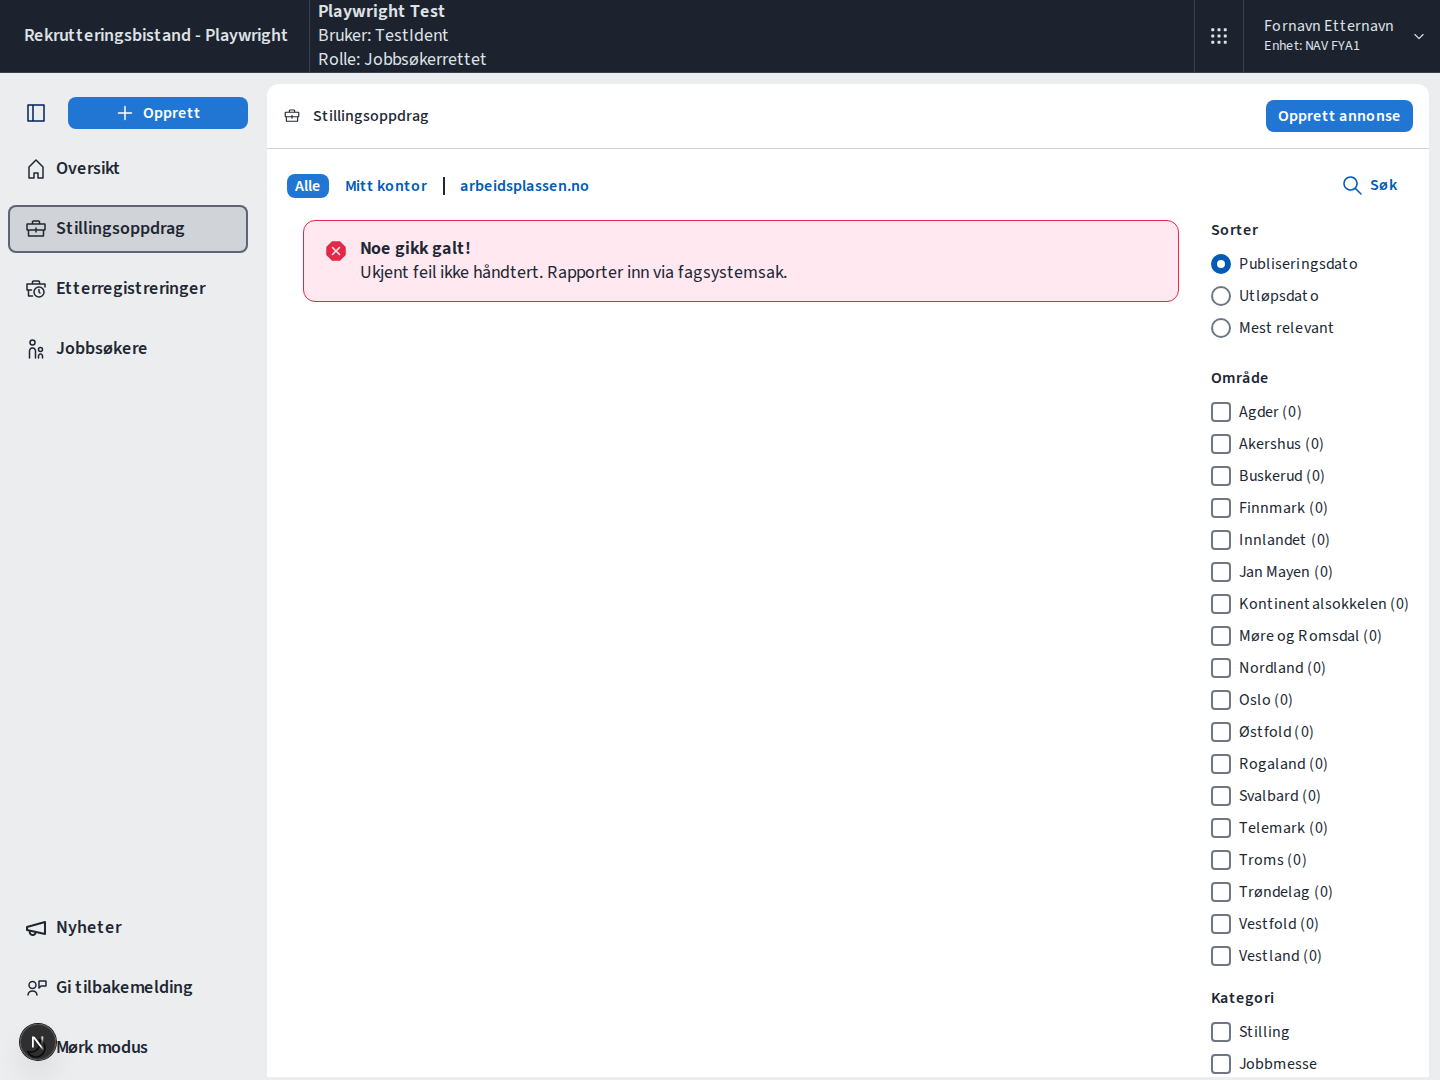 Rekrutteringsbistand - Playwright
Playwright Test
Bruker: TestIdent
Rolle: Jobbsøkerrettet
Fornavn Etternavn
Enhet: NAV FYA1
Opprett
Oversikt
Stillingsoppdrag
Etterregistreringer
Jobbsøkere
Nyheter
Gi tilbakemelding
N
Mørk modus
Stillingsoppdrag
Opprett annonse
Alle
Mitt kontor
arbeidsplassen.no
Søk
Noe gikk galt!
Ukjent feil ikke håndtert. Rapporter inn via fagsystemsak.
Sorter
Publiseringsdato
Utløpsdato
Mest relevant
Område
Agder (0)
Akershus (0)
Buskerud (0)
Finnmark (0)
Innlandet (0)
Jan Mayen (0)
Kontinentalsokkelen (0)
Møre og Romsdal (0)
Nordland (0)
Oslo (0)
Østfold (0)
Rogaland (0)
Svalbard (0)
Telemark (0)
Troms (0)
Trøndelag (0)
Vestfold (0)
Vestland (0)
Kategori
Stilling
Jobbmesse